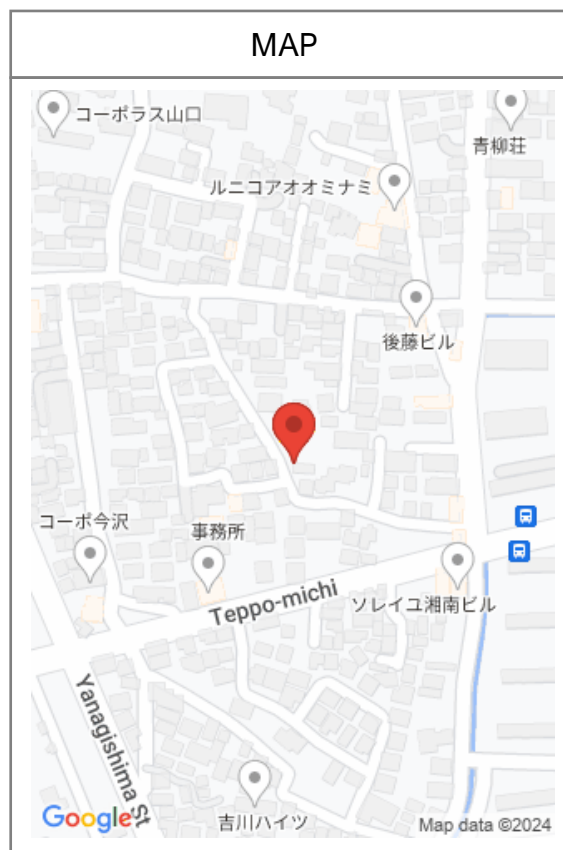 MAP
コーポラス山口
青柳荘
ルニコアオオミナミ
後藤ビル
コーポ今沢
事務所
Teppo-michi
ソレイユ湘南ビル
Yanagishima St
吉川ハイツ
Google
Map data ©2024